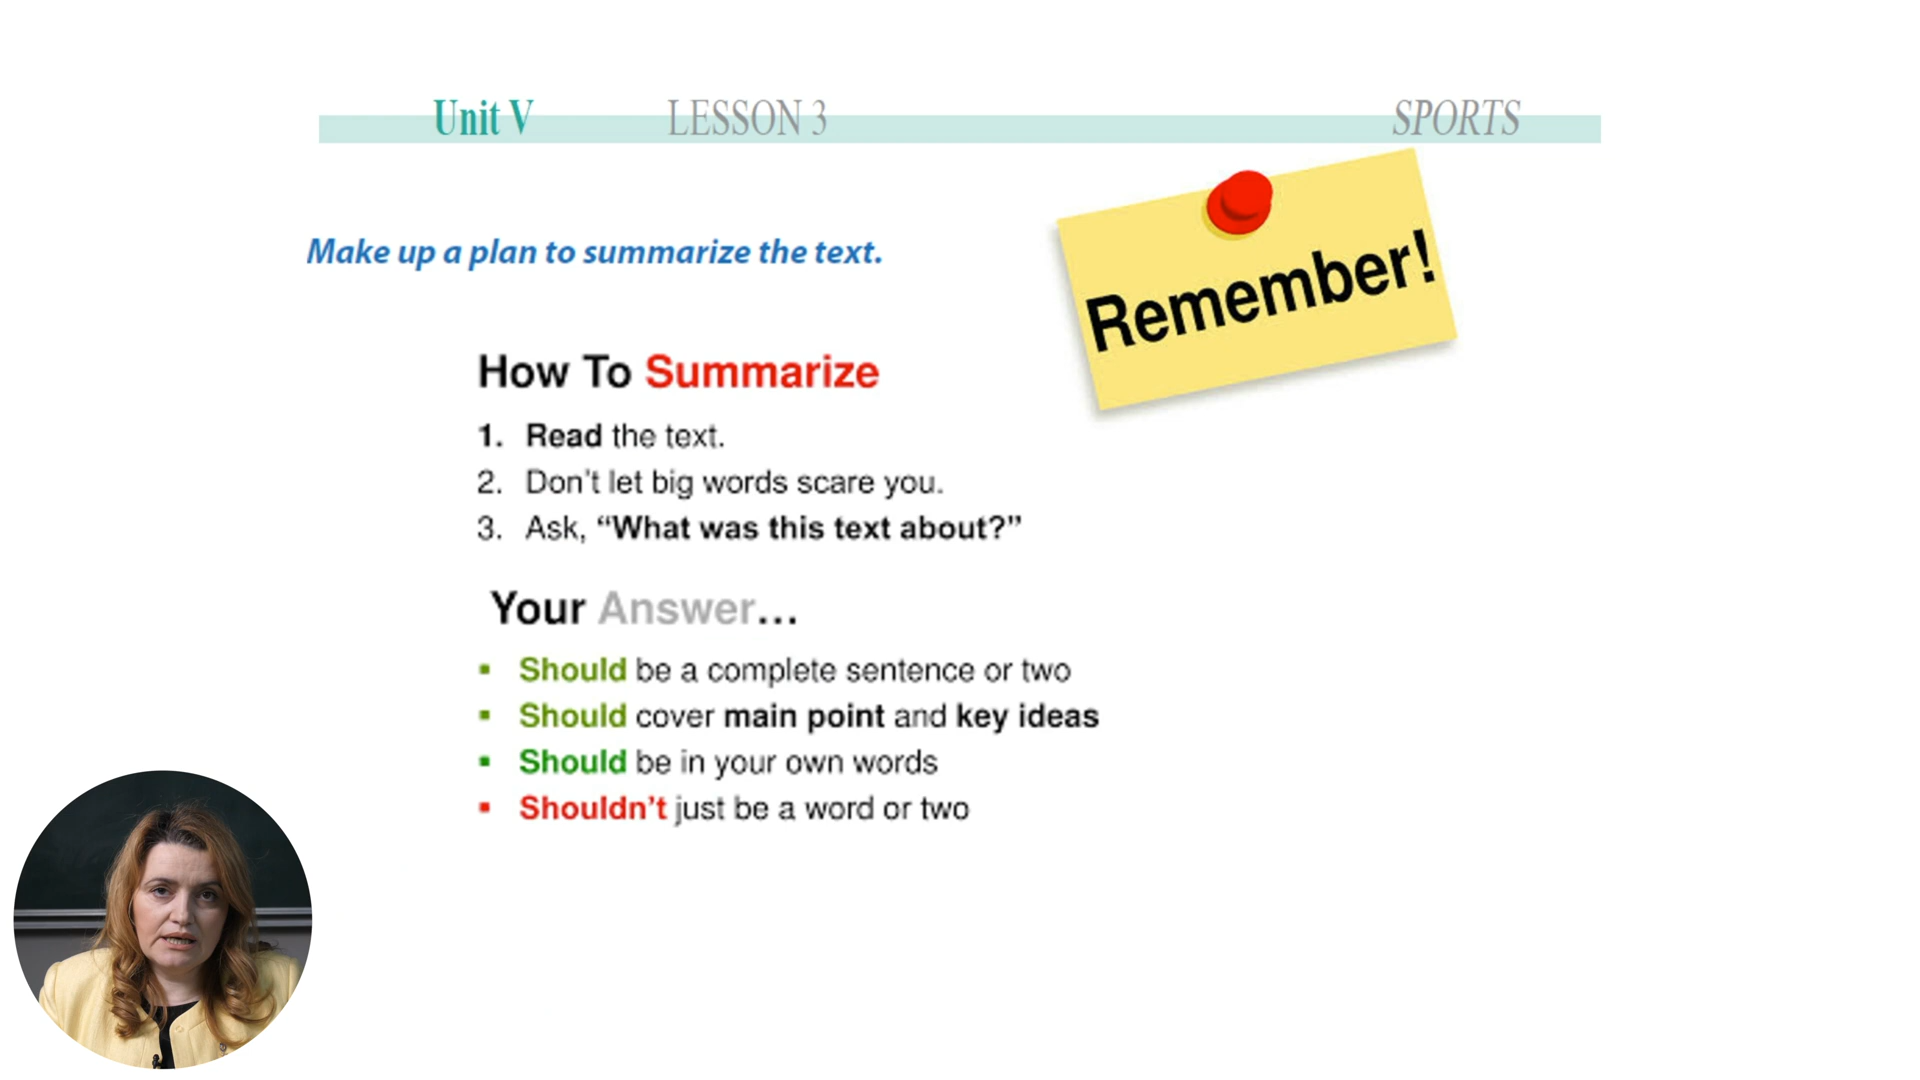 Unit V LESSON 3 SPORTS
Make up a plan to summarize the text.
Remember!
How To Summarize
1. Read the text.
2. Don't let big words scare you.
3. Ask, “What was this text about?”
Your Answer...
▪ Should be a complete sentence or two
▪ Should cover main point and key ideas
▪ Should be in your own words
▪ Shouldn't just be a word or two